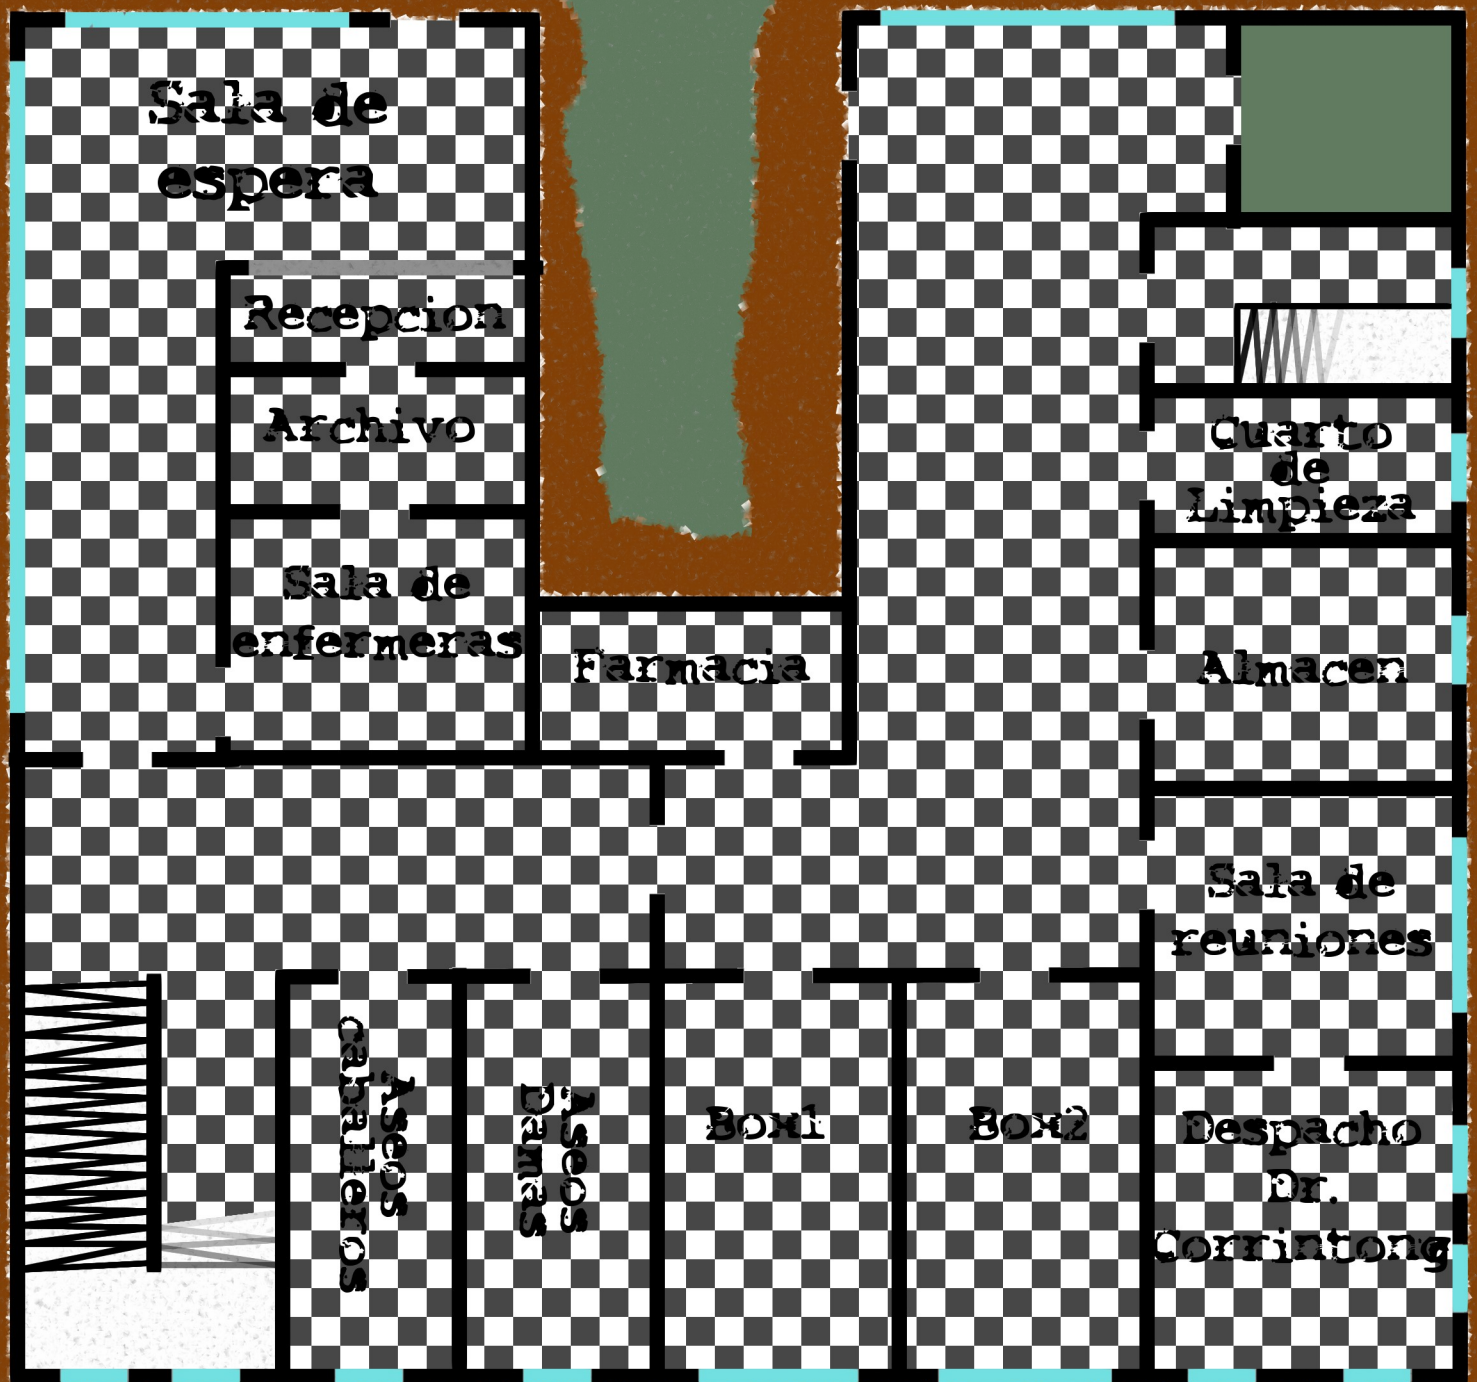 Sala de
espera
Recepcion
Archivo
Sala de
enfermeras
Farmacia
Cuarto
de
Limpieza
Almacen
Sala de
reuniones
Aseos
caballeros
Aseos
Damas
Box1
Box2
Despacho
Dr.
Corrintong